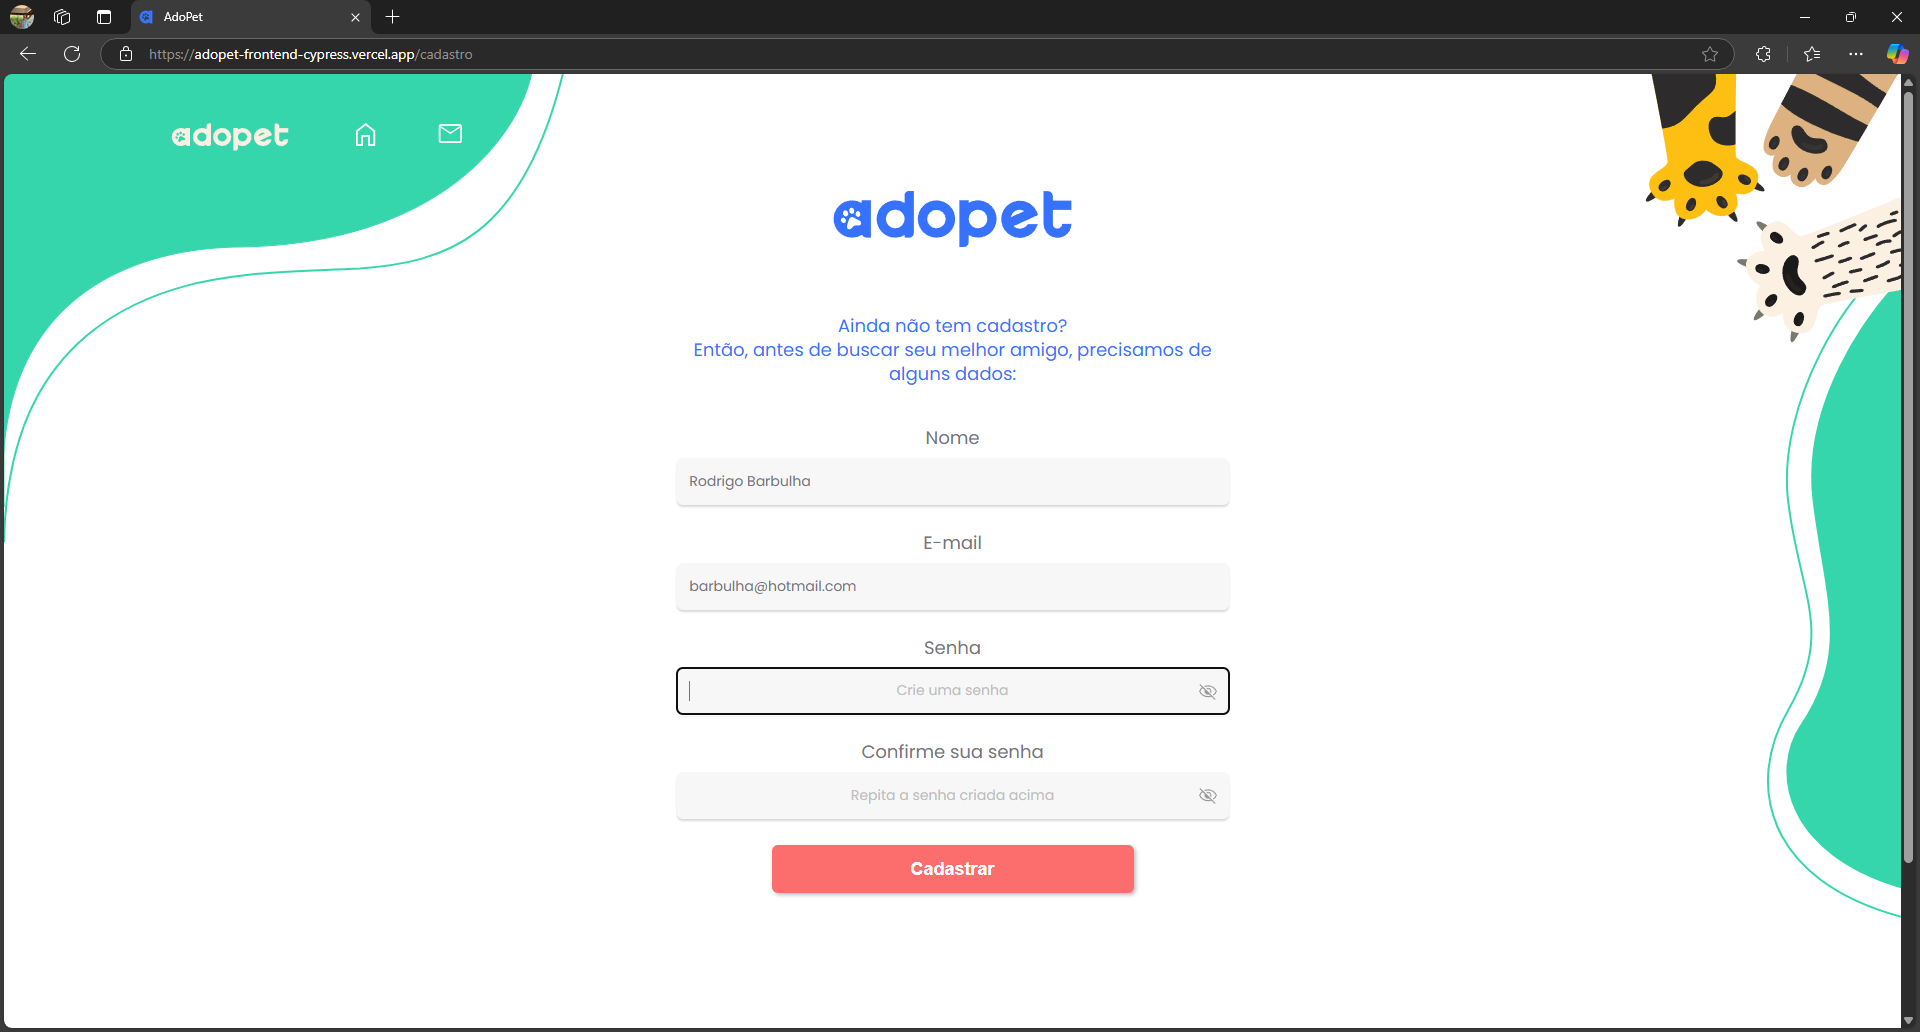 AdoPet
https://adopet-frontend-cypress.vercel.app/cadastro
adopet
adopet
Ainda não tem cadastro?
Então, antes de buscar seu melhor amigo, precisamos de
alguns dados:
Nome
Rodrigo Barbulha
E-mail
barbulha@hotmail.com
Senha
Crie uma senha
Confirme sua senha
Repita a senha criada acima
Cadastrar